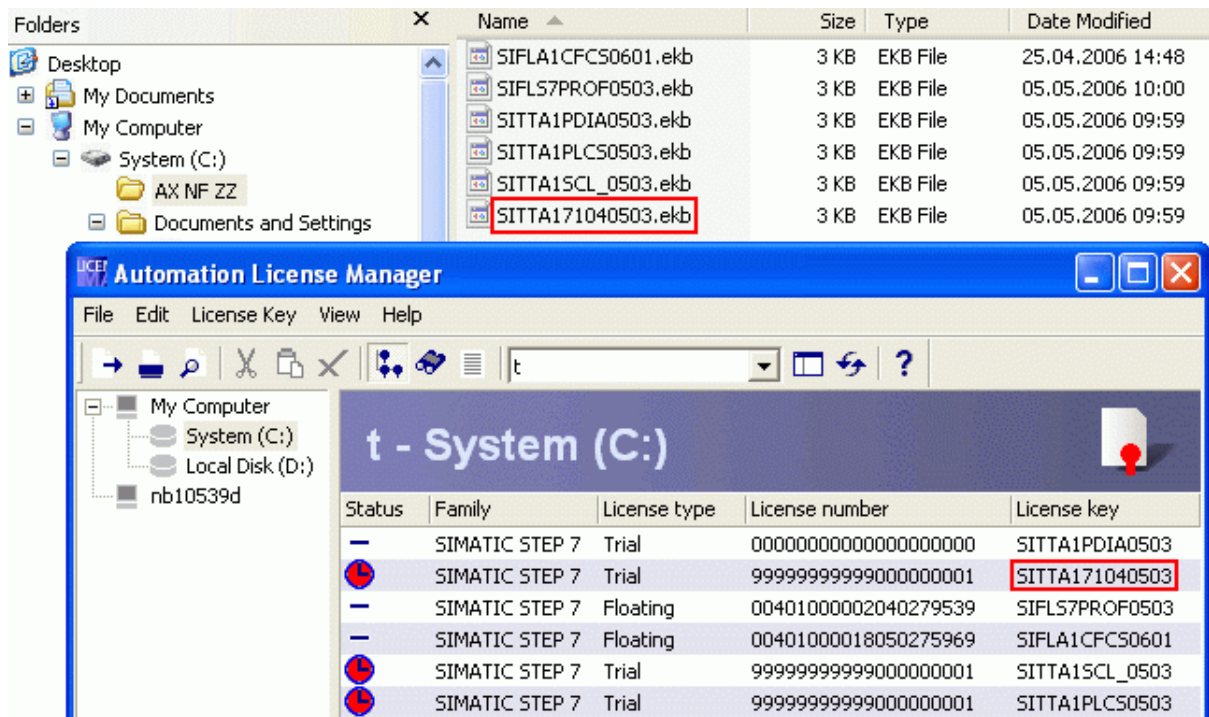 Folders
Desktop
My Documents
My Computer
System (C:)
AX NF ZZ
Documents and Settings
Name Size Type Date Modified
SIFLA1CFCS0601.ekb 3 KB EKB File 25.04.2006 14:48
SIFLS7PROF0503.ekb 3 KB EKB File 05.05.2006 10:00
SITTA1PDIA0503.ekb 3 KB EKB File 05.05.2006 09:59
SITTA1PLCS0503.ekb 3 KB EKB File 05.05.2006 09:59
SITTA1SCL_0503.ekb 3 KB EKB File 05.05.2006 09:59
SITTA171040503.ekb 3 KB EKB File 05.05.2006 09:59
Automation License Manager
File Edit License Key View Help
t
My Computer
System (C:)
Local Disk (D:)
nb10539d
t - System (C:)
Status Family License type License number License key
SIMATIC STEP 7 Trial 00000000000000000000 SITTA1PDIA0503
SIMATIC STEP 7 Trial 99999999999000000001 SITTA171040503
SIMATIC STEP 7 Floating 00401000002040279539 SIFLS7PROF0503
SIMATIC STEP 7 Floating 00401000018050275969 SIFLA1CFCS0601
SIMATIC STEP 7 Trial 99999999999000000001 SITTA1SCL_0503
SIMATIC STEP 7 Trial 99999999999000000001 SITTA1PLCS0503